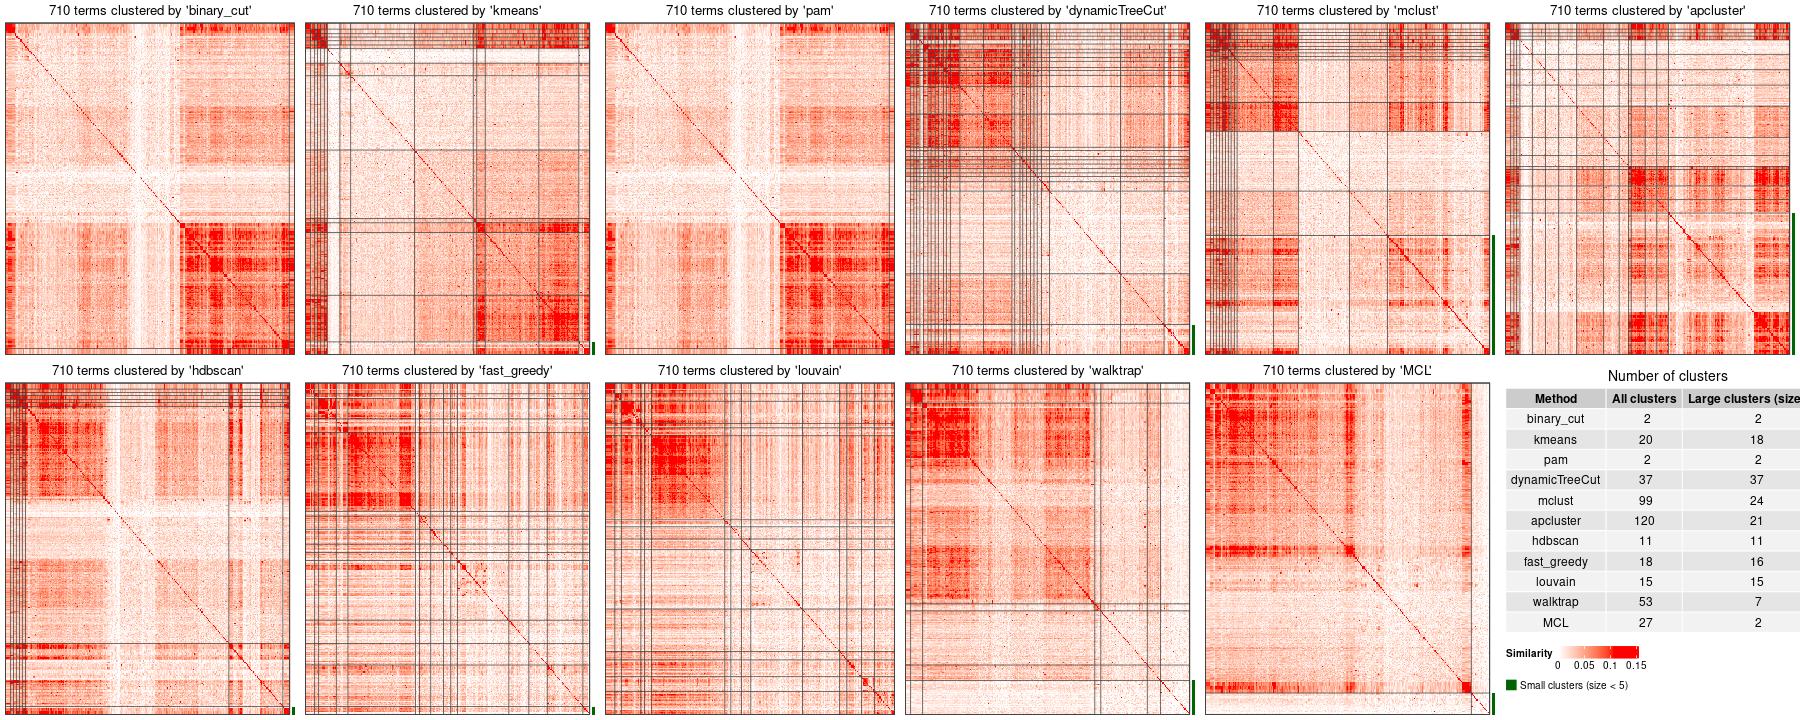 710 terms clustered by 'binary_cut'
710 terms clustered by 'kmeans'
710 terms clustered by 'pam'
710 terms clustered by 'dynamicTreeCut'
710 terms clustered by 'mclust'
710 terms clustered by 'apcluster'
710 terms clustered by 'hdbscan'
710 terms clustered by 'fast_greedy'
710 terms clustered by 'louvain'
710 terms clustered by 'walktrap'
710 terms clustered by 'MCL'
Number of clusters
Method All clusters Large clusters (size
binary_cut 2 2
kmeans 20 18
pam 2 2
dynamicTreeCut 37 37
mclust 99 24
apcluster 120 21
hdbscan 11 11
fast_greedy 18 16
louvain 15 15
walktrap 53 7
MCL 27 2
Similarity
0 0.05 0.1 0.15
Small clusters (size < 5)